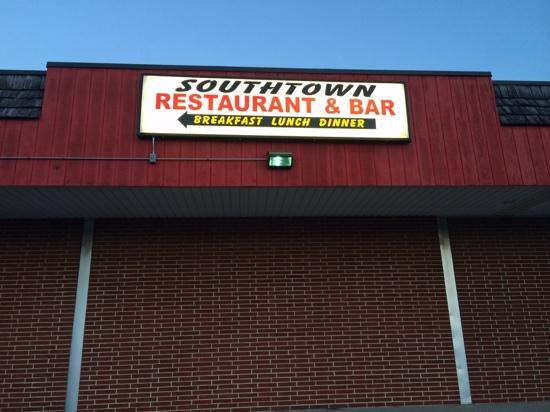 SOUTHTOWN
RESTAURANT & BAR
BREAKFAST LUNCH DINNER